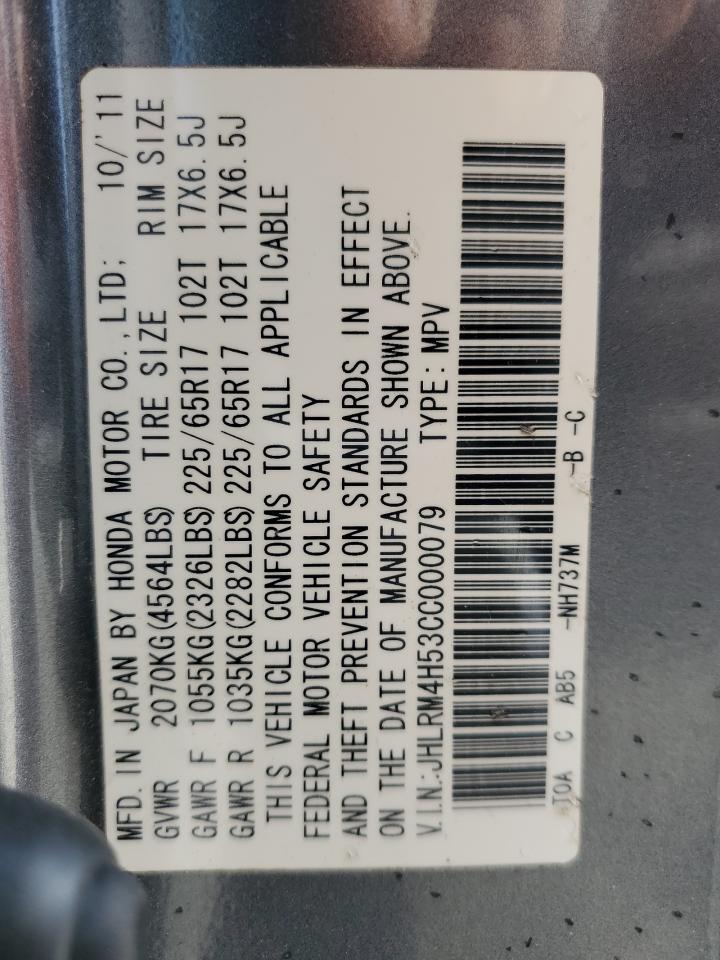 MFD. IN JAPAN BY HONDA MOTOR CO.,LTD; 10/'11
GVWR 2070KG(4564LBS) TIRE SIZE RIM SIZE
GAWR F 1055KG(2326LBS) 225/65R17 102T 17X6.5J
GAWR R 1035KG(2282LBS) 225/65R17 102T 17X6.5J
THIS VEHICLE CONFORMS TO ALL APPLICABLE
FEDERAL MOTOR VEHICLE SAFETY
AND THEFT PREVENTION STANDARDS IN EFFECT
ON THE DATE OF MANUFACTURE SHOWN ABOVE.
V.I.N.:JHLRM4H53CC000079 TYPE:MPV
T0A C AB5 -NH737M -B -C